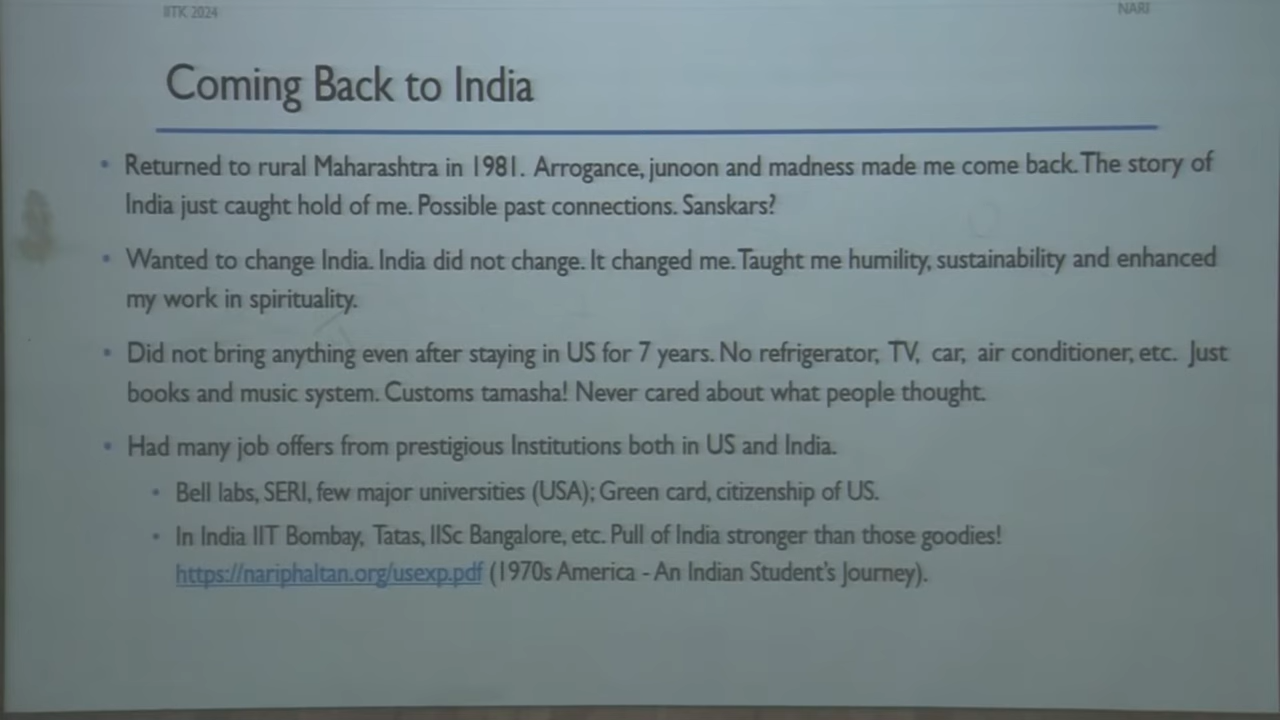 IITK 2024
NARI
Coming Back to India
• Returned to rural Maharashtra in 1981. Arrogance, junoon and madness made me come back. The story of
India just caught hold of me. Possible past connections. Sanskars?
• Wanted to change India. India did not change. It changed me. Taught me humility, sustainability and enhanced
my work in spirituality.
• Did not bring anything even after staying in US for 7 years. No refrigerator, TV, car, air conditioner, etc. Just
books and music system. Customs tamasha! Never cared about what people thought.
• Had many job offers from prestigious Institutions both in US and India.
• Bell labs, SERI, few major universities (USA); Green card, citizenship of US.
• In India IIT Bombay, Tatas, IISc Bangalore, etc. Pull of India stronger than those goodies!
https://nariphaltan.org/usexp.pdf (1970s America - An Indian Student's Journey).